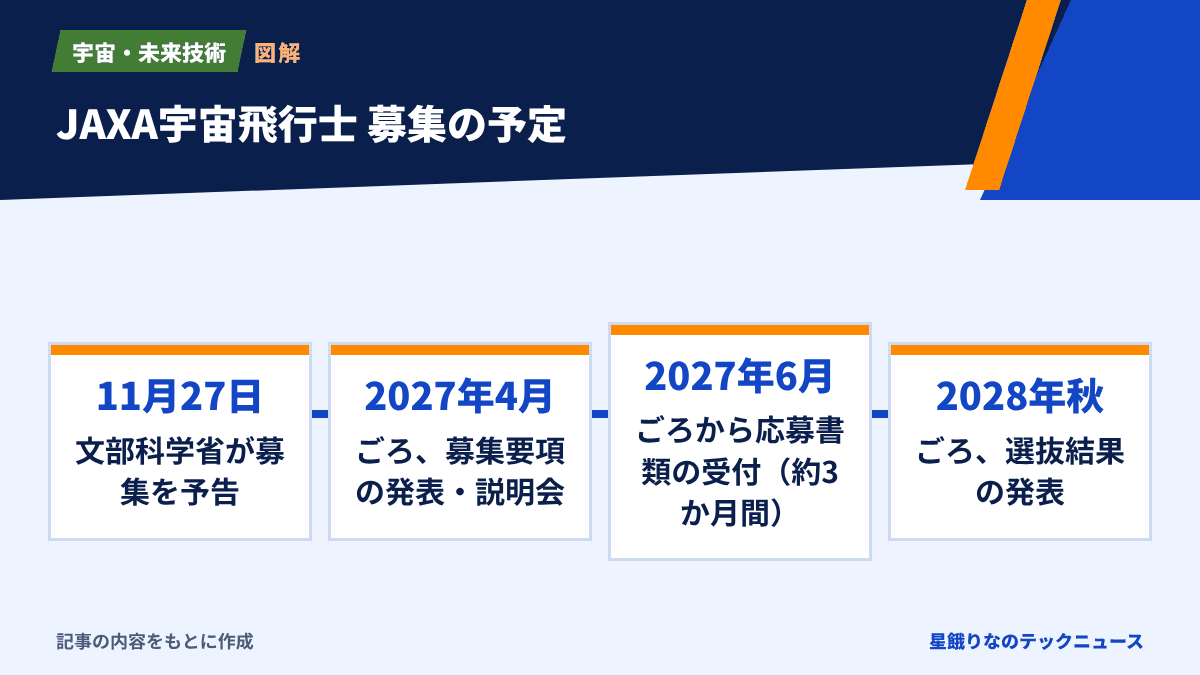 宇宙・未来技術 図解
JAXA宇宙飛行士 募集の予定
11月27日
文部科学省が募
集を予告
2027年4月
ごろ、募集要項
の発表・説明会
2027年6月
ごろから応募書
類の受付（約3
か月間）
2028年秋
ごろ、選抜結果
の発表
記事の内容をもとに作成
星餓りなのテックニュース